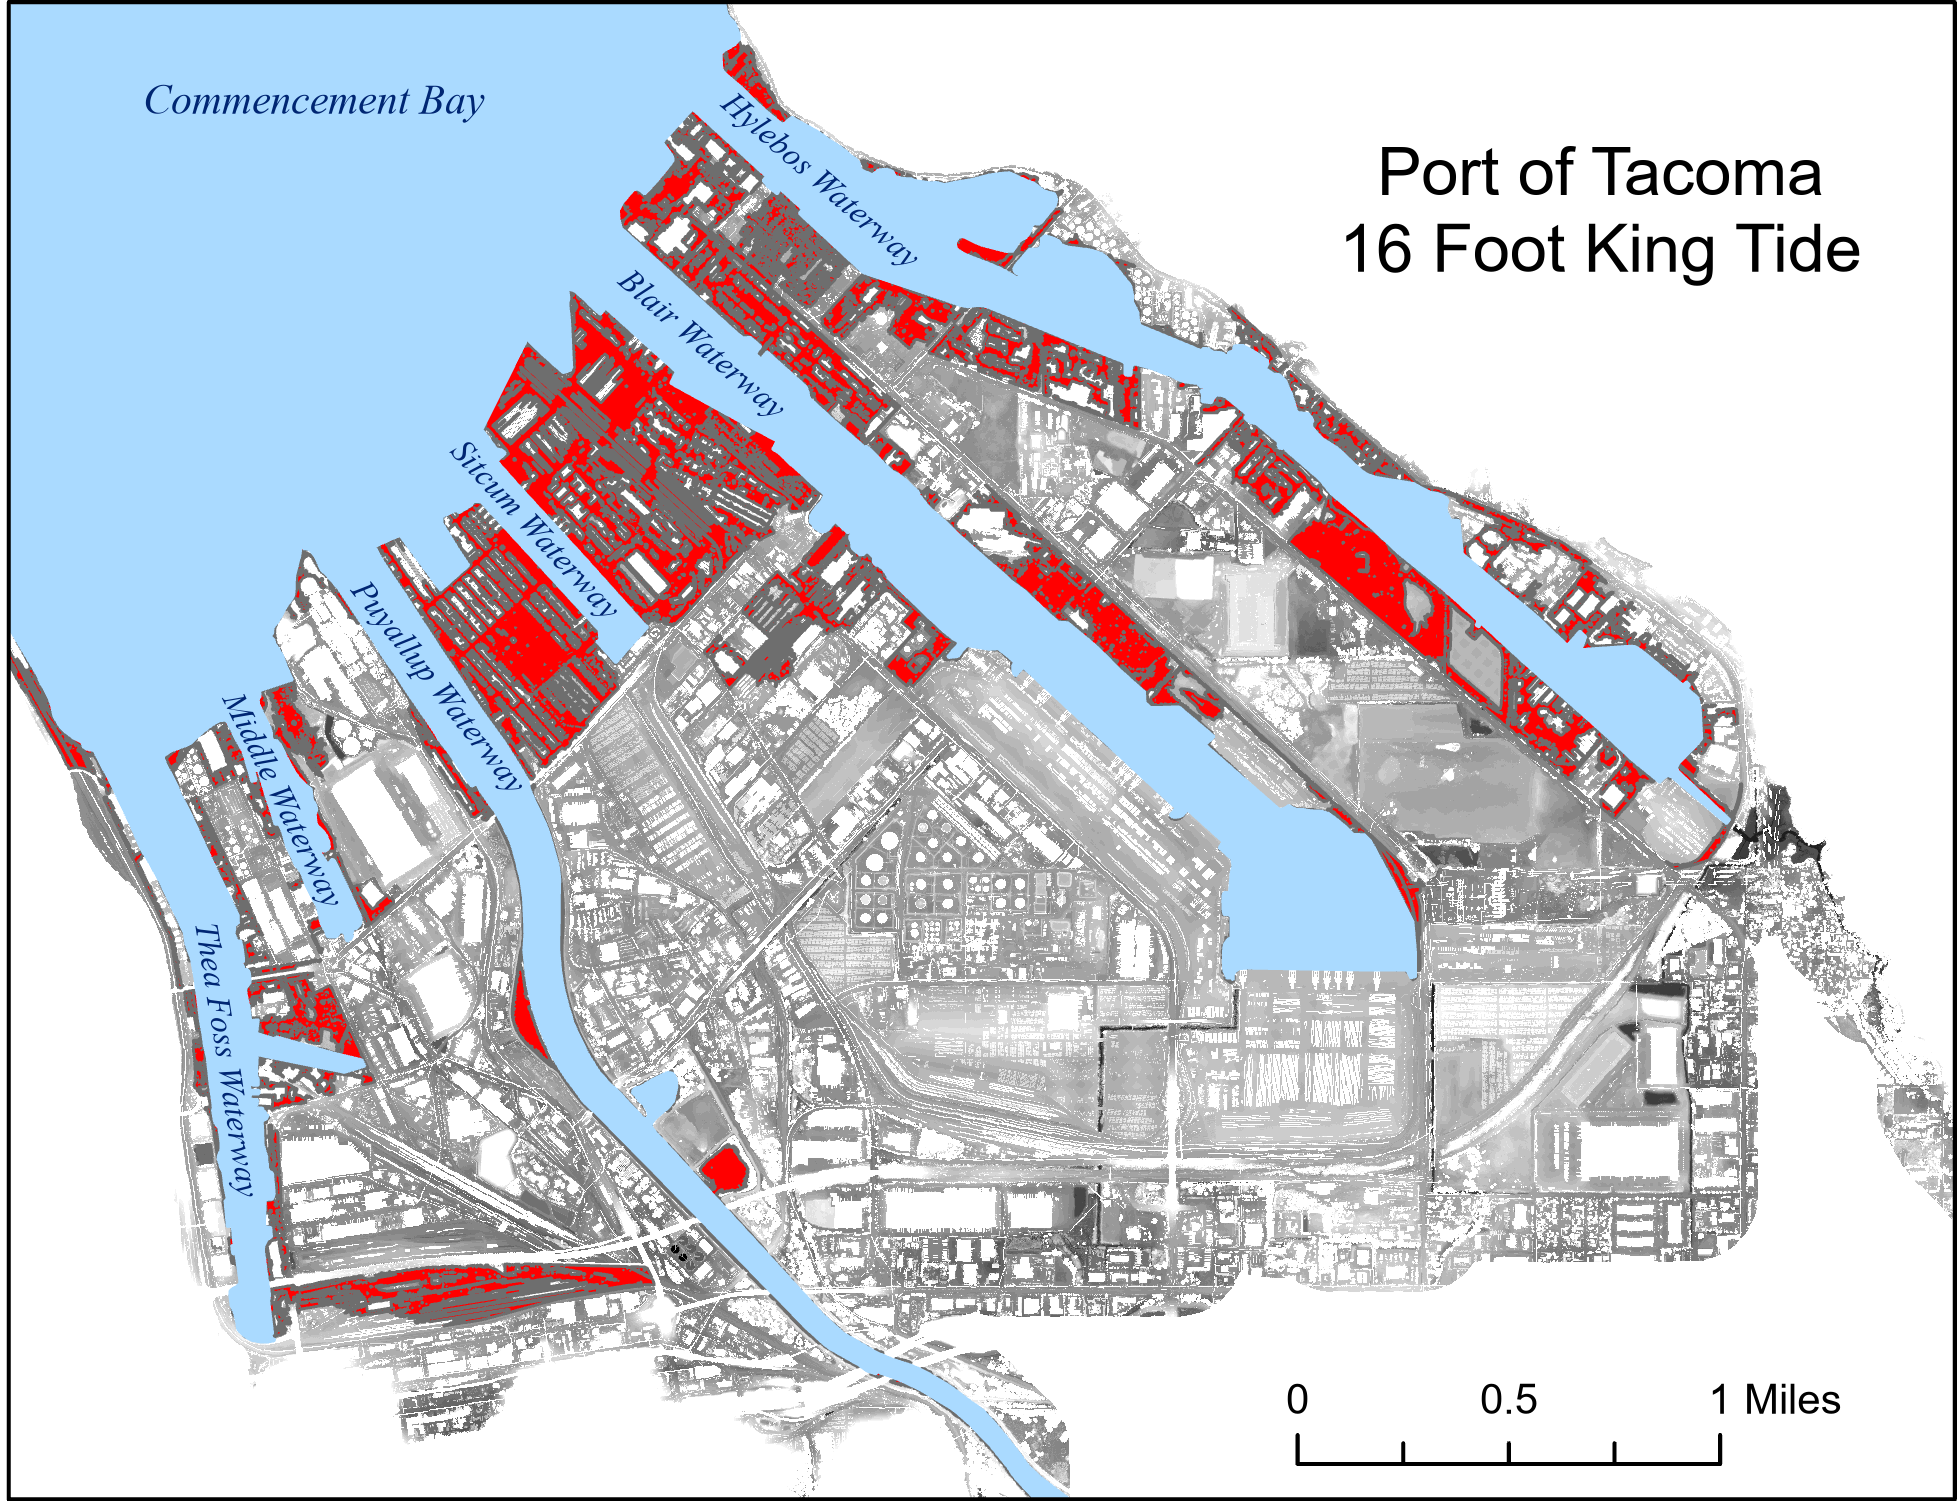 Commencement Bay
Hylebos Waterway
Port of Tacoma
16 Foot King Tide
Blair Waterway
Sitcum Waterway
Puyallup Waterway
Middle Waterway
Thea Foss Waterway
0 0.5 1 Miles